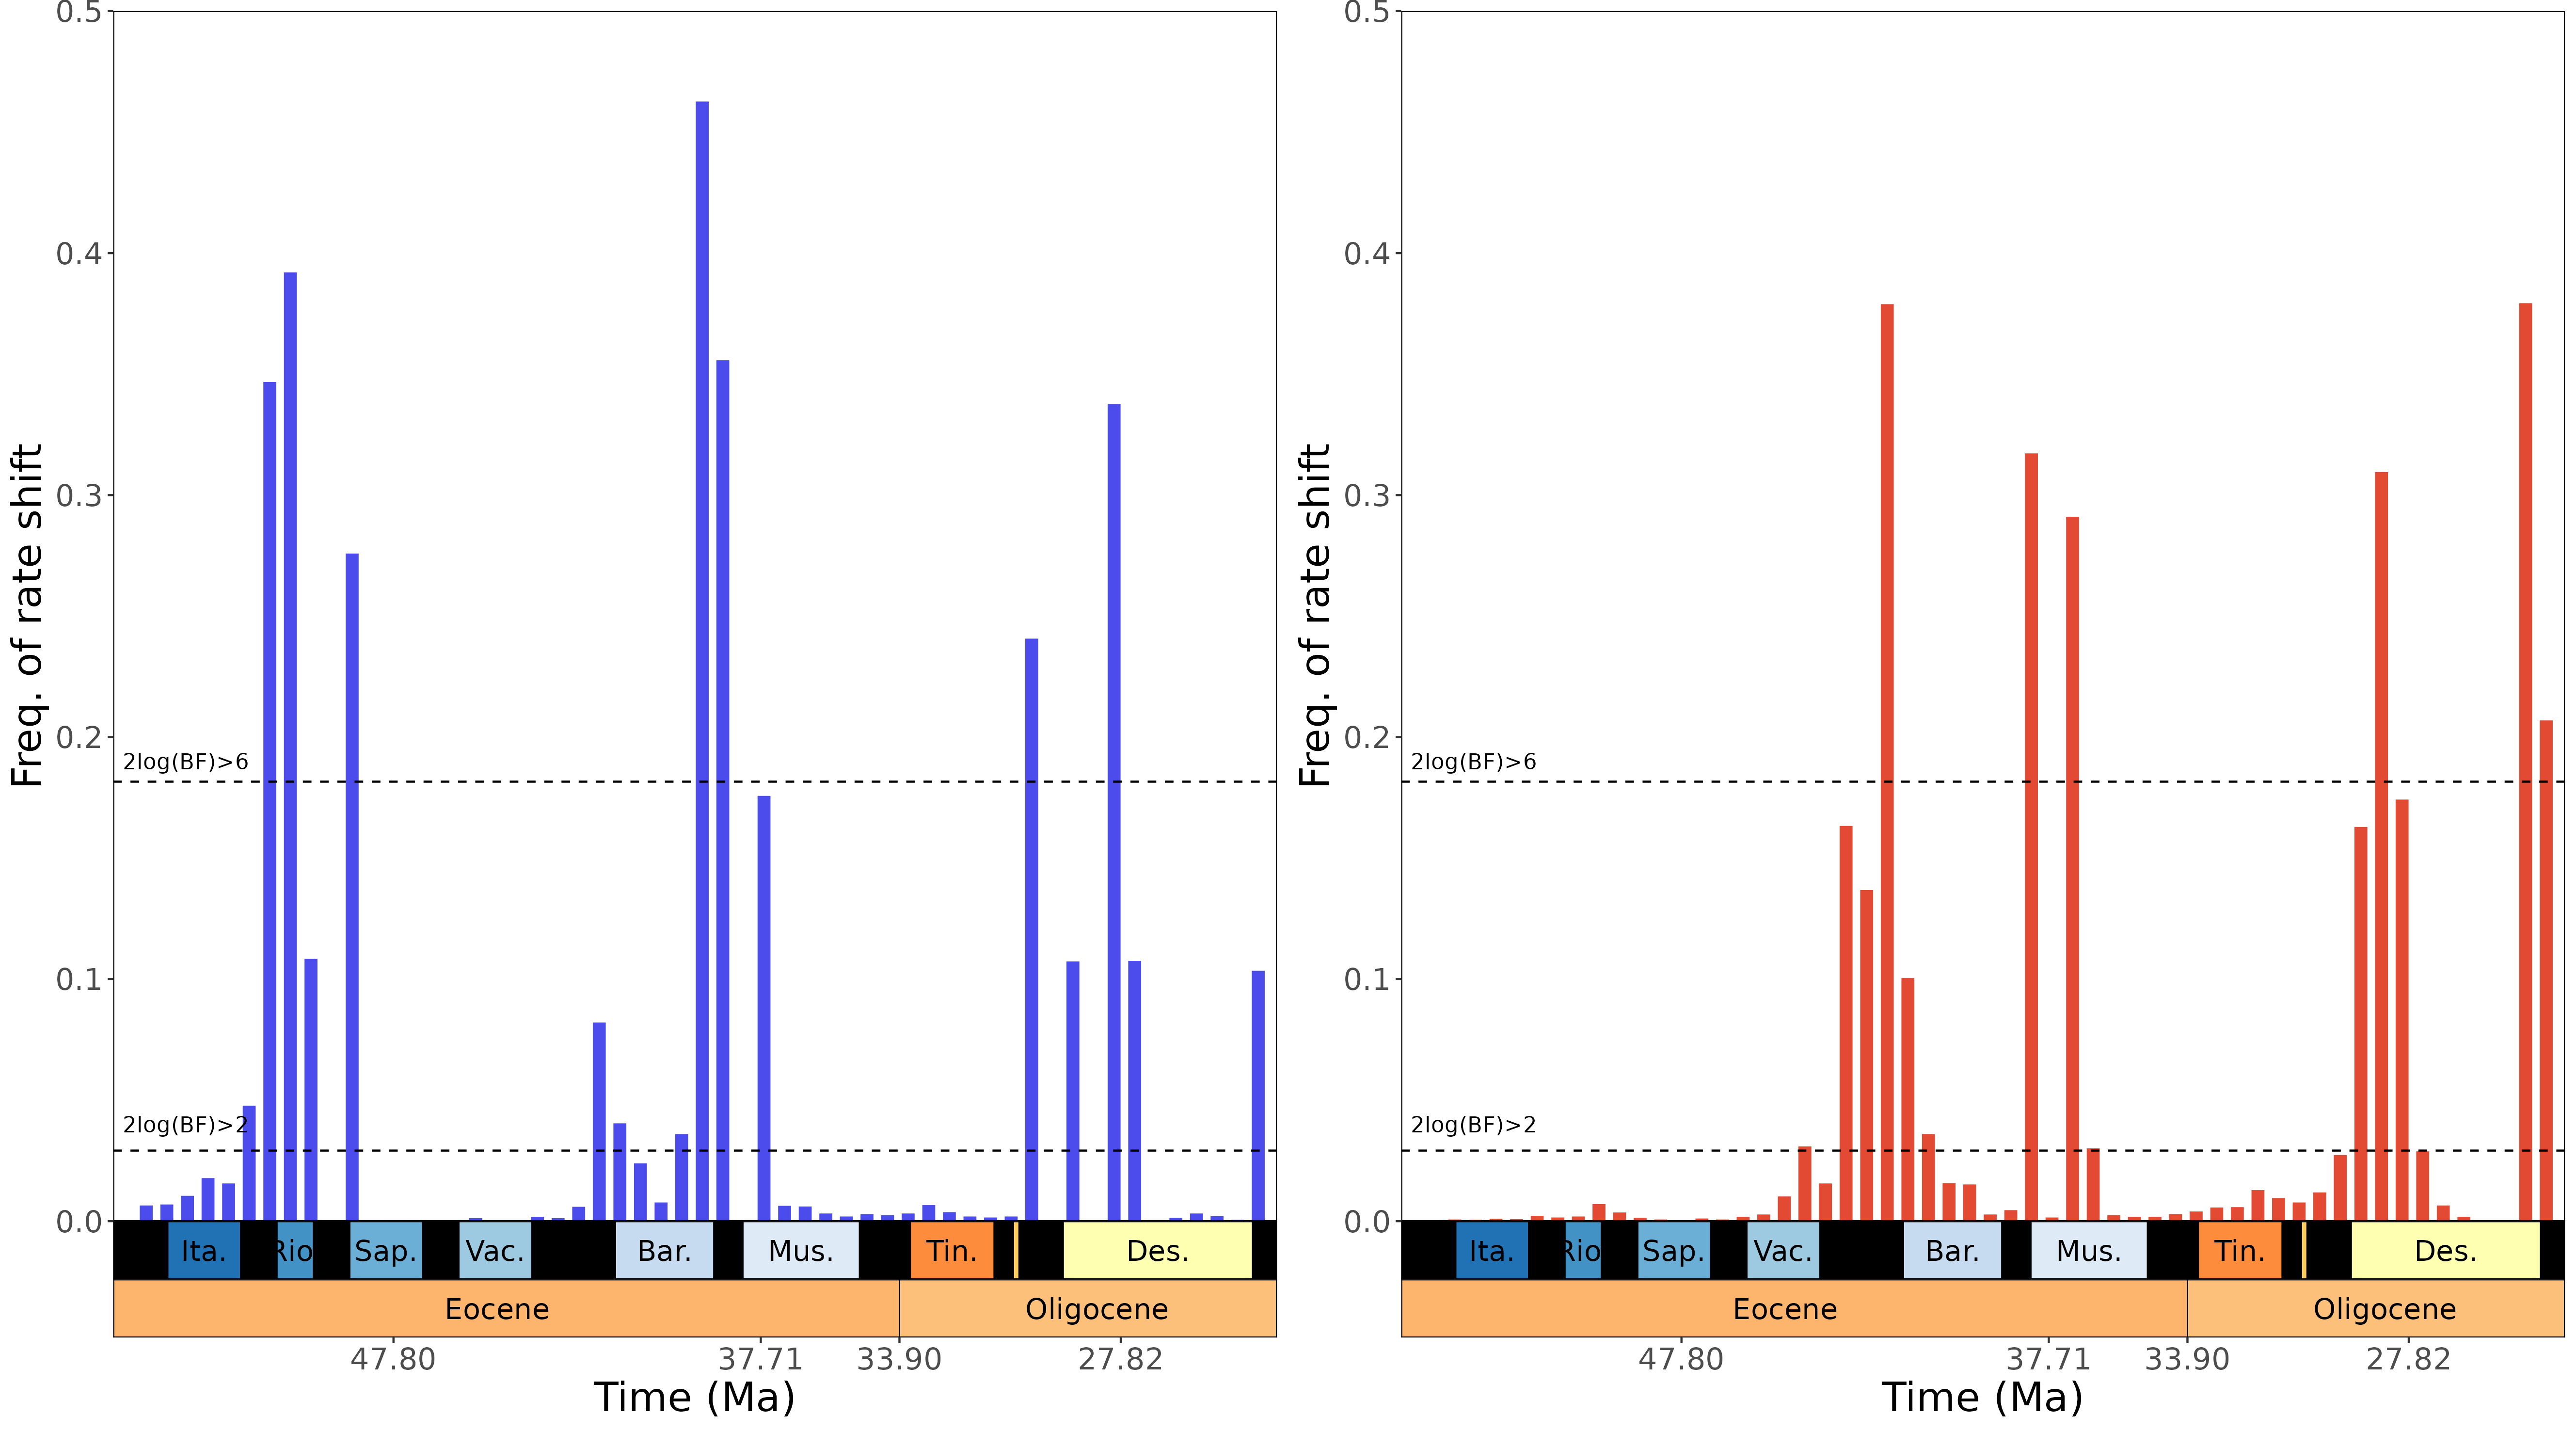 0.5
0.4
0.3
0.2
0.1
0.0
Freq. of rate shift
2log(BF)>6
2log(BF)>2
Ita. Rio Sap. Vac. Bar. Mus. Tin. Des.
Eocene Oligocene
47.80 37.71 33.90 27.82
Time (Ma)
0.5
0.4
0.3
0.2
0.1
0.0
Freq. of rate shift
2log(BF)>6
2log(BF)>2
Ita. Rio Sap. Vac. Bar. Mus. Tin. Des.
Eocene Oligocene
47.80 37.71 33.90 27.82
Time (Ma)